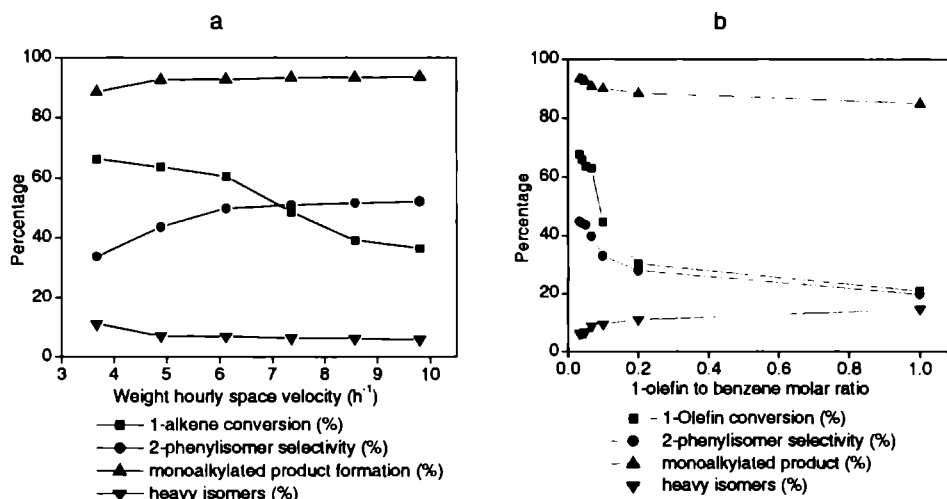 a
100
80
60
40
20
0
Percentage
3 4 5 6 7 8 9 10
Weight hourly space velocity (h⁻¹)
1-alkene conversion (%)
2-phenylisomer selectivity (%)
monoalkylated product formation (%)
heavy isomers (%)
b
100
80
60
40
20
0
Percentage
0.0 0.2 0.4 0.6 0.8 1.0
1-olefin to benzene molar ratio
1-Olefin conversion (%)
2-phenylisomer selectivity (%)
monoalkylated product (%)
heavy isomers (%)